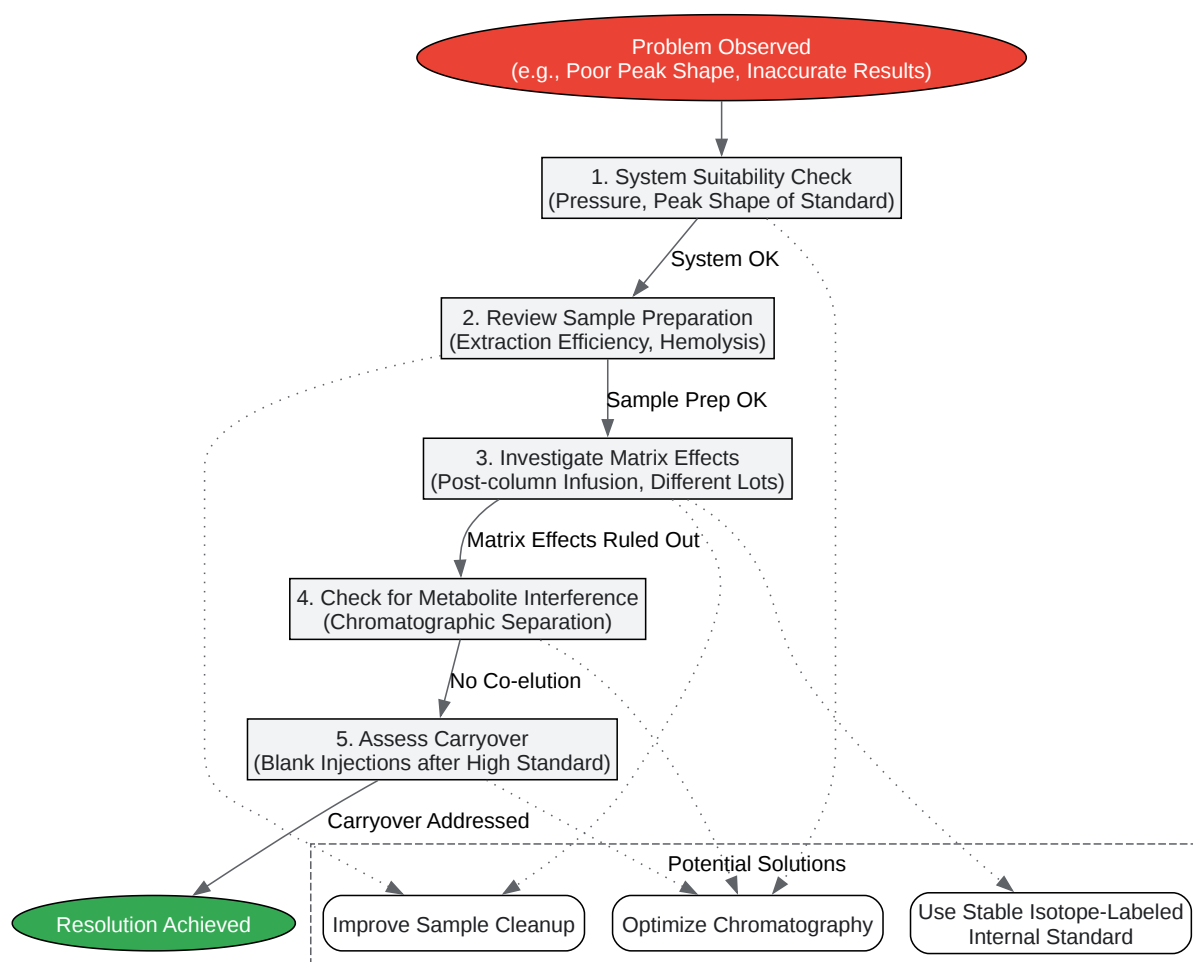 Problem Observed
(e.g., Poor Peak Shape, Inaccurate Results)
1. System Suitability Check
(Pressure, Peak Shape of Standard)
System OK
2. Review Sample Preparation
(Extraction Efficiency, Hemolysis)
Sample Prep OK
3. Investigate Matrix Effects
(Post-column Infusion, Different Lots)
Matrix Effects Ruled Out
4. Check for Metabolite Interference
(Chromatographic Separation)
No Co-elution
5. Assess Carryover
(Blank Injections after High Standard)
Carryover Addressed
Potential Solutions
Resolution Achieved
Improve Sample Cleanup
Optimize Chromatography
Use Stable Isotope-Labeled
Internal Standard